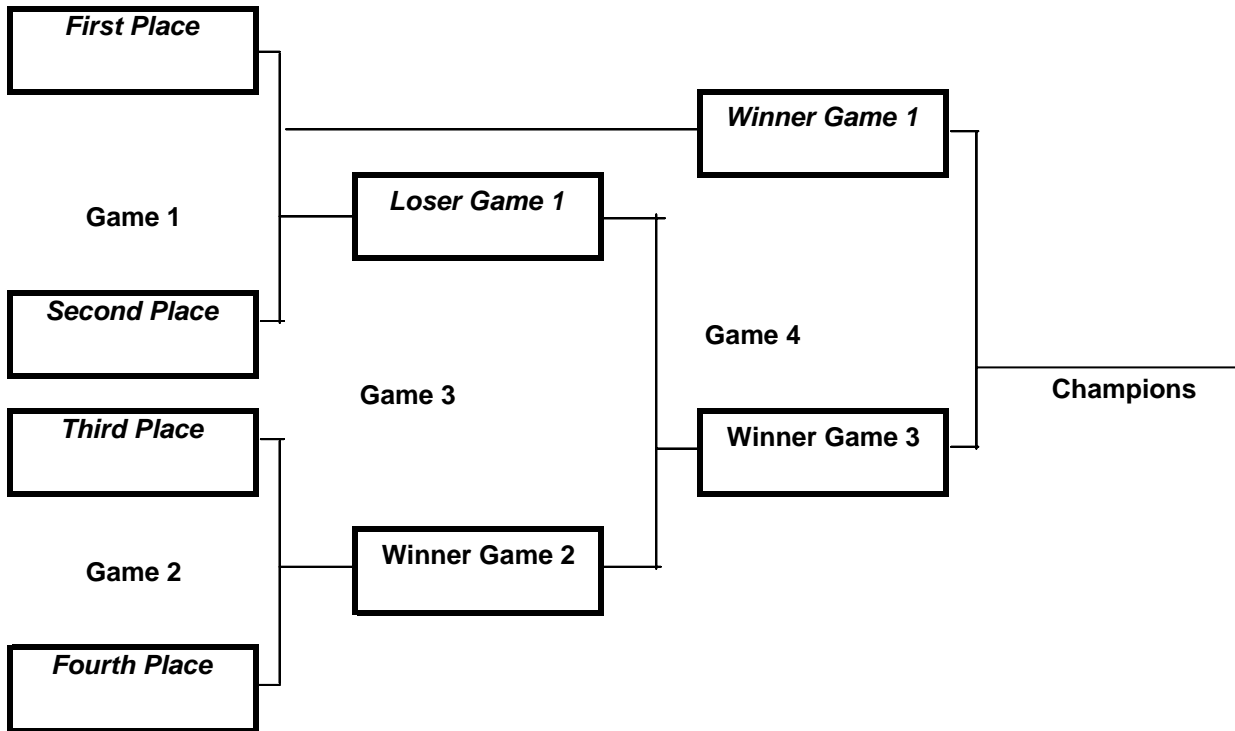 First Place
Winner Game 1
Loser Game 1
Game 1
Second Place
Game 4
Champions
Game 3
Third Place
Winner Game 3
Winner Game 2
Game 2
Fourth Place